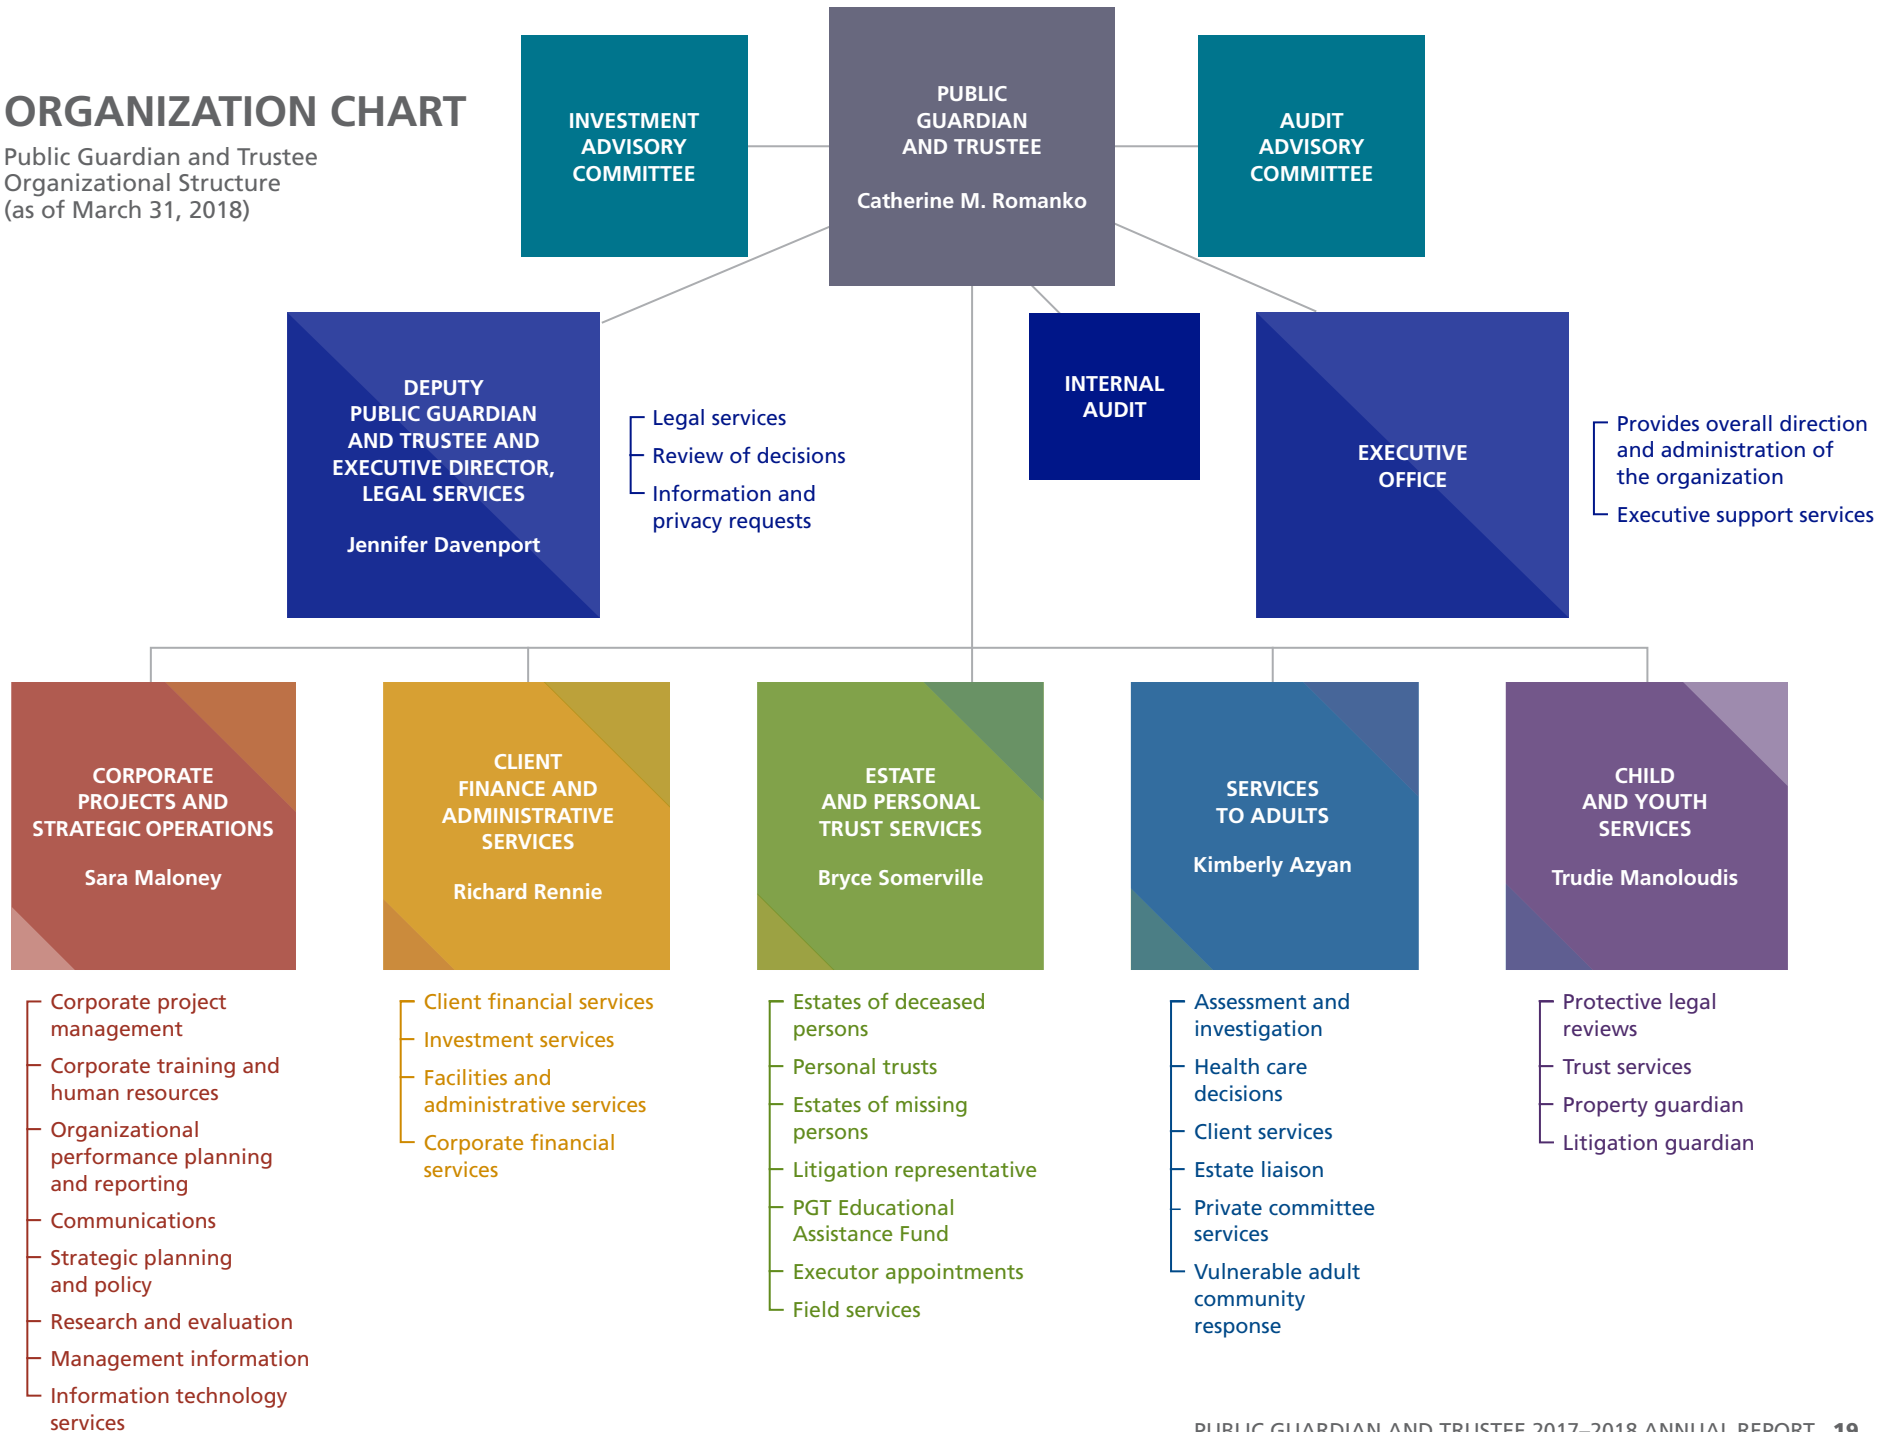 ORGANIZATION CHART
Public Guardian and Trustee
Organizational Structure
(as of March 31, 2018)
INVESTMENT
ADVISORY
COMMITTEE
PUBLIC
GUARDIAN
AND TRUSTEE
Catherine M. Romanko
AUDIT
ADVISORY
COMMITTEE
DEPUTY
PUBLIC GUARDIAN
AND TRUSTEE AND
EXECUTIVE DIRECTOR,
LEGAL SERVICES
Jennifer Davenport
Legal services
Review of decisions
Information and
privacy requests
INTERNAL
AUDIT
EXECUTIVE
OFFICE
Provides overall direction
and administration of
the organization
Executive support services
CORPORATE
PROJECTS AND
STRATEGIC OPERATIONS
Sara Maloney
Corporate project
management
Corporate training and
human resources
Organizational
performance planning
and reporting
Communications
Strategic planning
and policy
Research and evaluation
Management information
Information technology
services
CLIENT
FINANCE AND
ADMINISTRATIVE
SERVICES
Richard Rennie
Client financial services
Investment services
Facilities and
administrative services
Corporate financial
services
ESTATE
AND PERSONAL
TRUST SERVICES
Bryce Somerville
Estates of deceased
persons
Personal trusts
Estates of missing
persons
Litigation representative
PGT Educational
Assistance Fund
Executor appointments
Field services
SERVICES
TO ADULTS
Kimberly Azyan
Assessment and
investigation
Health care
decisions
Client services
Estate liaison
Private committee
services
Vulnerable adult
community
response
CHILD
AND YOUTH
SERVICES
Trudie Manoloudis
Protective legal
reviews
Trust services
Property guardian
Litigation guardian
PUBLIC GUARDIAN AND TRUSTEE 2017–2018 ANNUAL REPORT 19